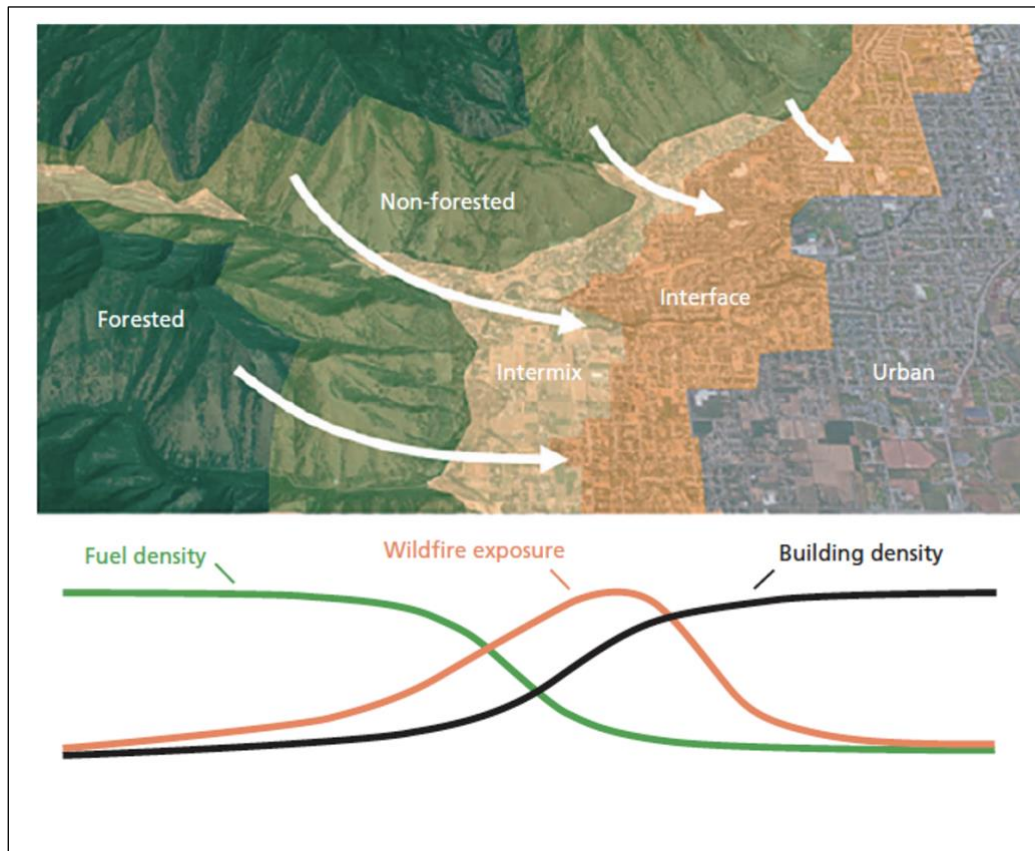 Non-forested
Interface
Forested
Intermix
Urban
Fuel density
Wildfire exposure
Building density